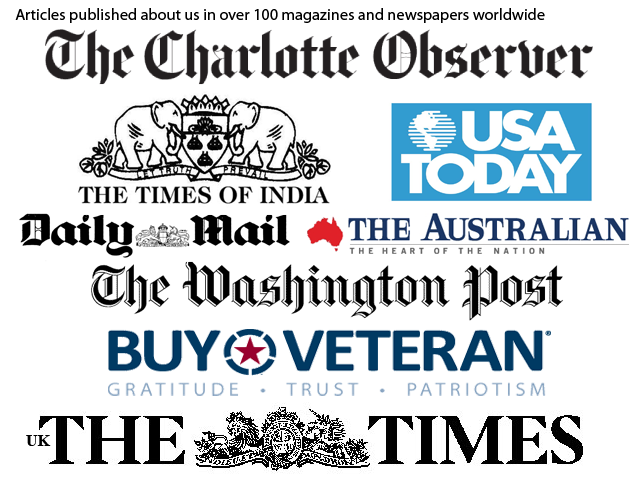 Articles published about us in over 100 magazines and newspapers worldwide
The Charlotte Observer
LET TRUTH PREVAIL
THE TIMES OF INDIA
USA
TODAY
Daily Mail
THE AUSTRALIAN
THE HEART OF THE NATION
The Washington Post
BUY VETERAN®
GRATITUDE • TRUST • PATRIOTISM
UK THE TIMES